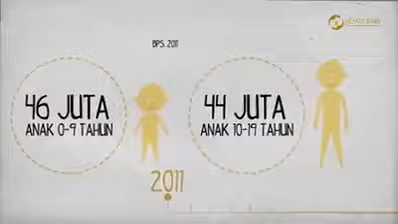 BPS. 2011
46 JUTA
ANAK 0-9 TAHUN
44 JUTA
ANAK 10-19 TAHUN
2011